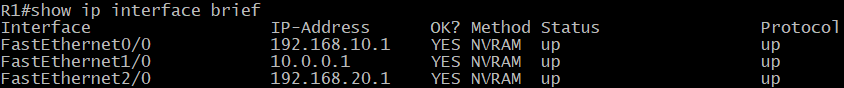 R1#show ip interface brief
Interface IP-Address OK? Method Status Protocol
FastEthernet0/0 192.168.10.1 YES NVRAM up up
FastEthernet1/0 10.0.0.1 YES NVRAM up up
FastEthernet2/0 192.168.20.1 YES NVRAM up up